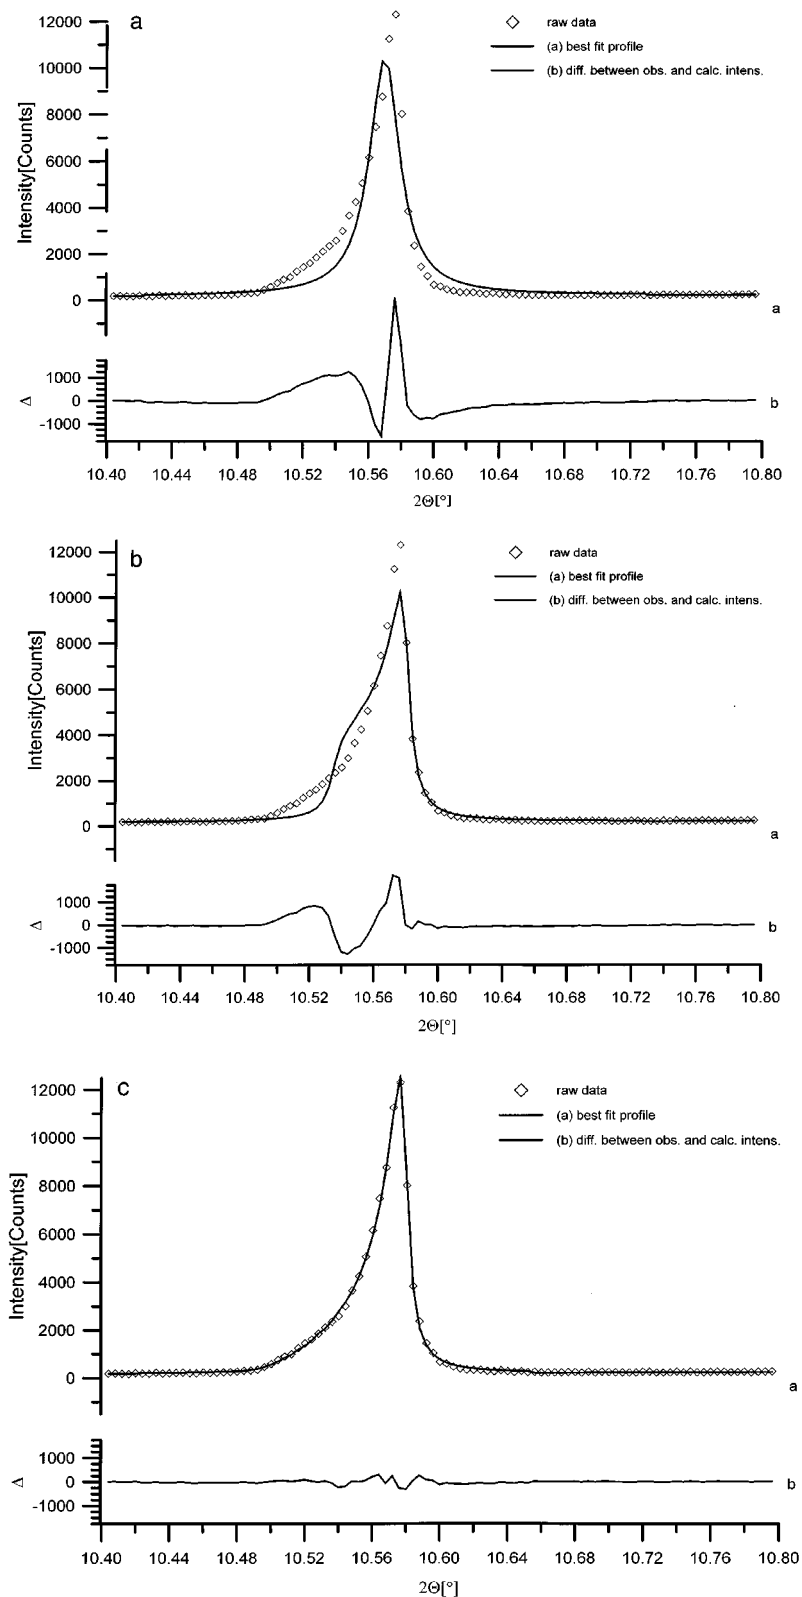 a
12000
10000
8000
6000
4000
2000
0
Intensity[Counts]
raw data
(a) best fit profile
(b) diff. between obs. and calc. intens.
a
1000
0
-1000
Δ
b
10.40 10.44 10.48 10.52 10.56 10.60 10.64 10.68 10.72 10.76 10.80
2Θ[°]
b
12000
10000
8000
6000
4000
2000
0
Intensity[Counts]
raw data
(a) best fit profile
(b) diff. between obs. and calc. intens.
a
1000
0
-1000
Δ
b
10.40 10.44 10.48 10.52 10.56 10.60 10.64 10.68 10.72 10.76 10.80
2Θ[°]
c
12000
10000
8000
6000
4000
2000
0
Intensity[Counts]
raw data
(a) best fit profile
(b) diff. between obs. and calc. intens.
a
1000
0
-1000
Δ
b
10.40 10.44 10.48 10.52 10.56 10.60 10.64 10.68 10.72 10.76 10.80
2Θ[°]